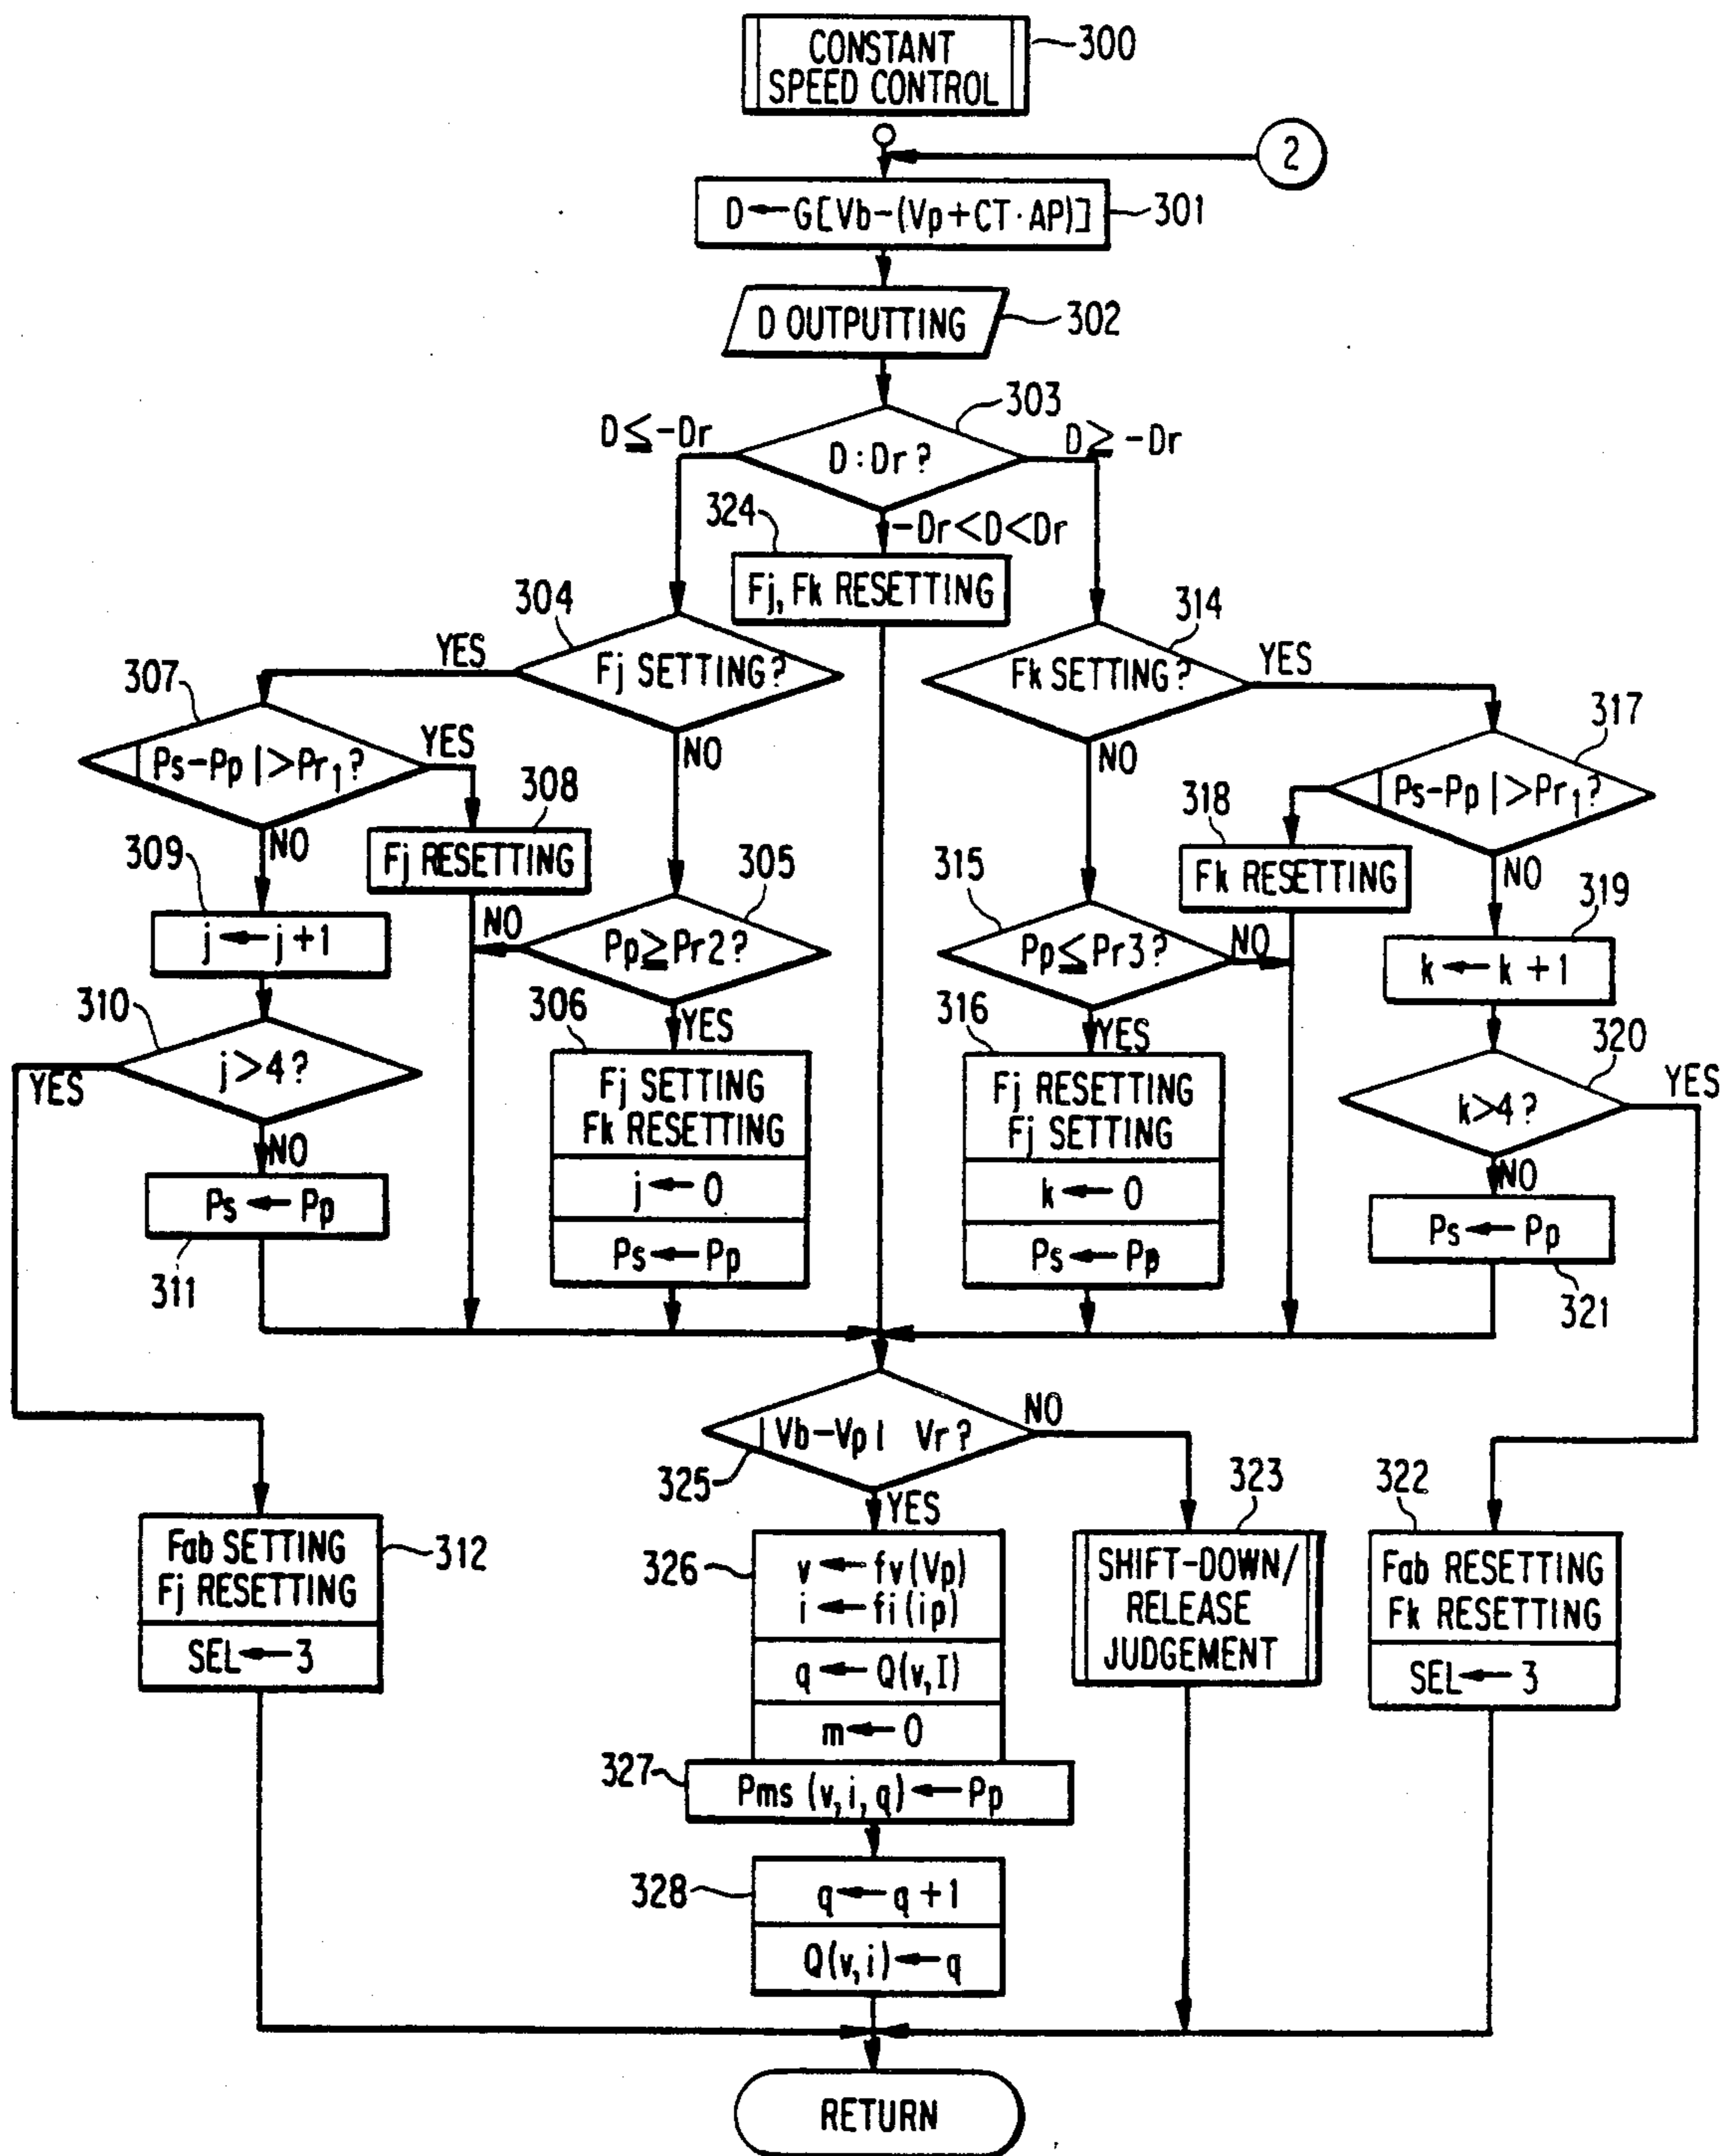 CONSTANT
SPEED CONTROL
300
2
D←G[Vb-(Vp+CT·AP)]
301
D OUTPUTTING
302
303
D≦-Dr
D:Dr?
D≧-Dr
324
-Dr<D<Dr
Fj, Fk RESETTING
304
YES
Fj SETTING?
NO
314
Fk SETTING?
YES
NO
307
|Ps-Pp|>Pr1?
YES
NO
308
Fj RESETTING
317
|Ps-Pp|>Pr1?
NO
318
Fk RESETTING
309
j←j+1
305
NO
Pp≧Pr2?
YES
315
Pp≦Pr3?
NO
YES
319
k←k+1
310
YES
j>4?
NO
306
Fj SETTING
Fk RESETTING
j←0
Ps←Pp
316
Fj RESETTING
Fj SETTING
k←0
Ps←Pp
320
YES
k>4?
NO
Ps←Pp
311
Ps←Pp
321
|Vb-Vp| Vr?
NO
325
YES
Fab SETTING
Fj RESETTING
SEL←3
312
326
v←fv(Vp)
i←fi(ip)
q←Q(v,I)
m←0
323
SHIFT-DOWN/
RELEASE
JUDGEMENT
322
Fab RESETTING
Fk RESETTING
SEL←3
327
Pms (v,i,q)←Pp
328
q←q+1
Q(v,i)←q
RETURN